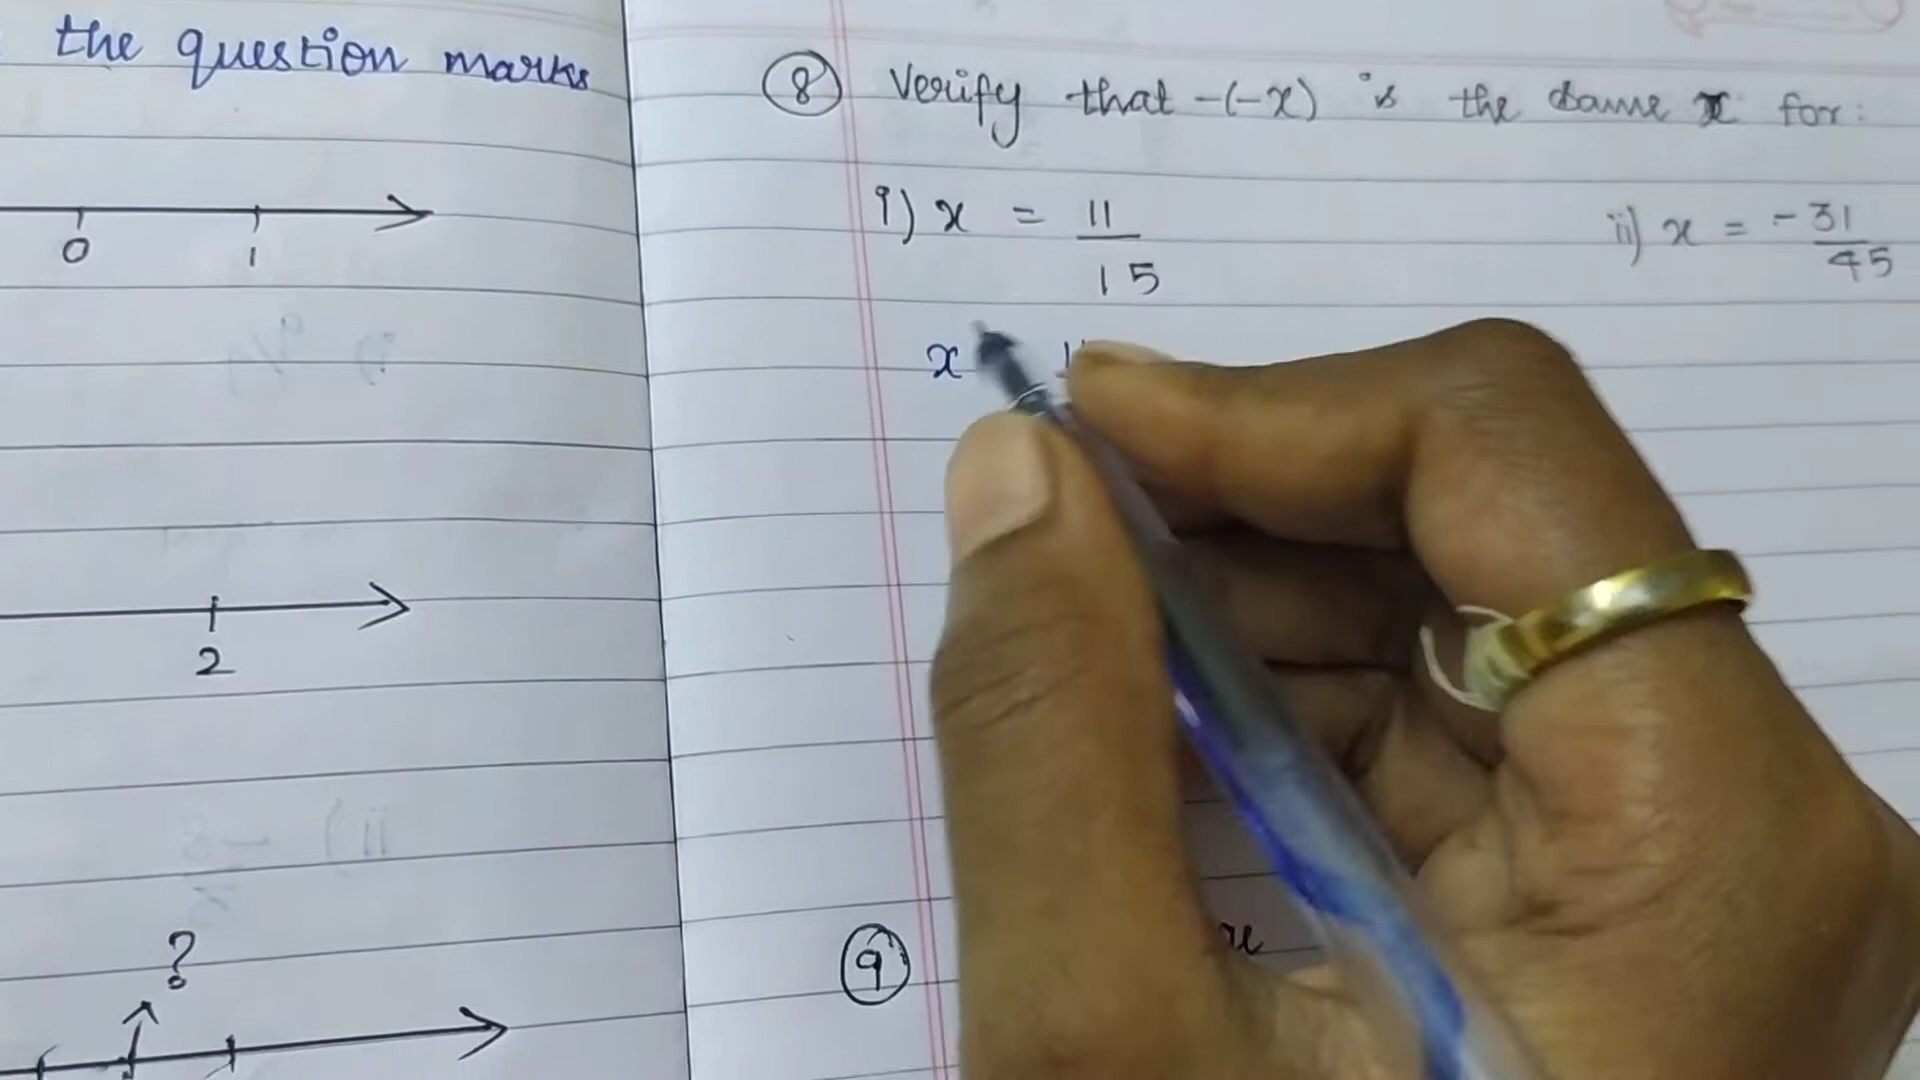 the question marks
0 1
2
?
8 Verify that -(-x) is the same x for:
i) x = 11/15 ii) x = -31/45
x
9